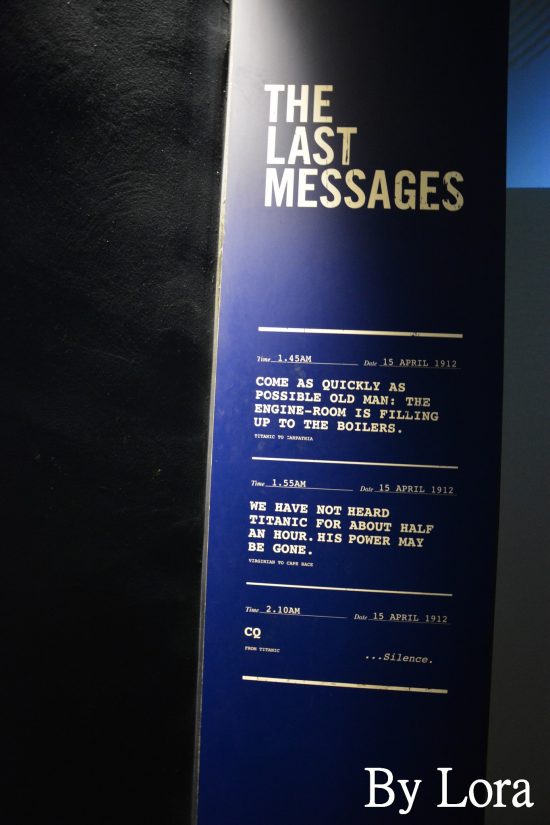 THE
LAST
MESSAGES
Time 1.45AM Date 15 APRIL 1912
COME AS QUICKLY AS
POSSIBLE OLD MAN: THE
ENGINE-ROOM IS FILLING
UP TO THE BOILERS.
TITANIC TO CARPATHIA
Time 1.55AM Date 15 APRIL 1912
WE HAVE NOT HEARD
TITANIC FOR ABOUT HALF
AN HOUR. HIS POWER MAY
BE GONE.
VIRGINIAN TO CAPE RACE
Time 2.10AM Date 15 APRIL 1912
CQ
FROM TITANIC
...Silence.
By Lora